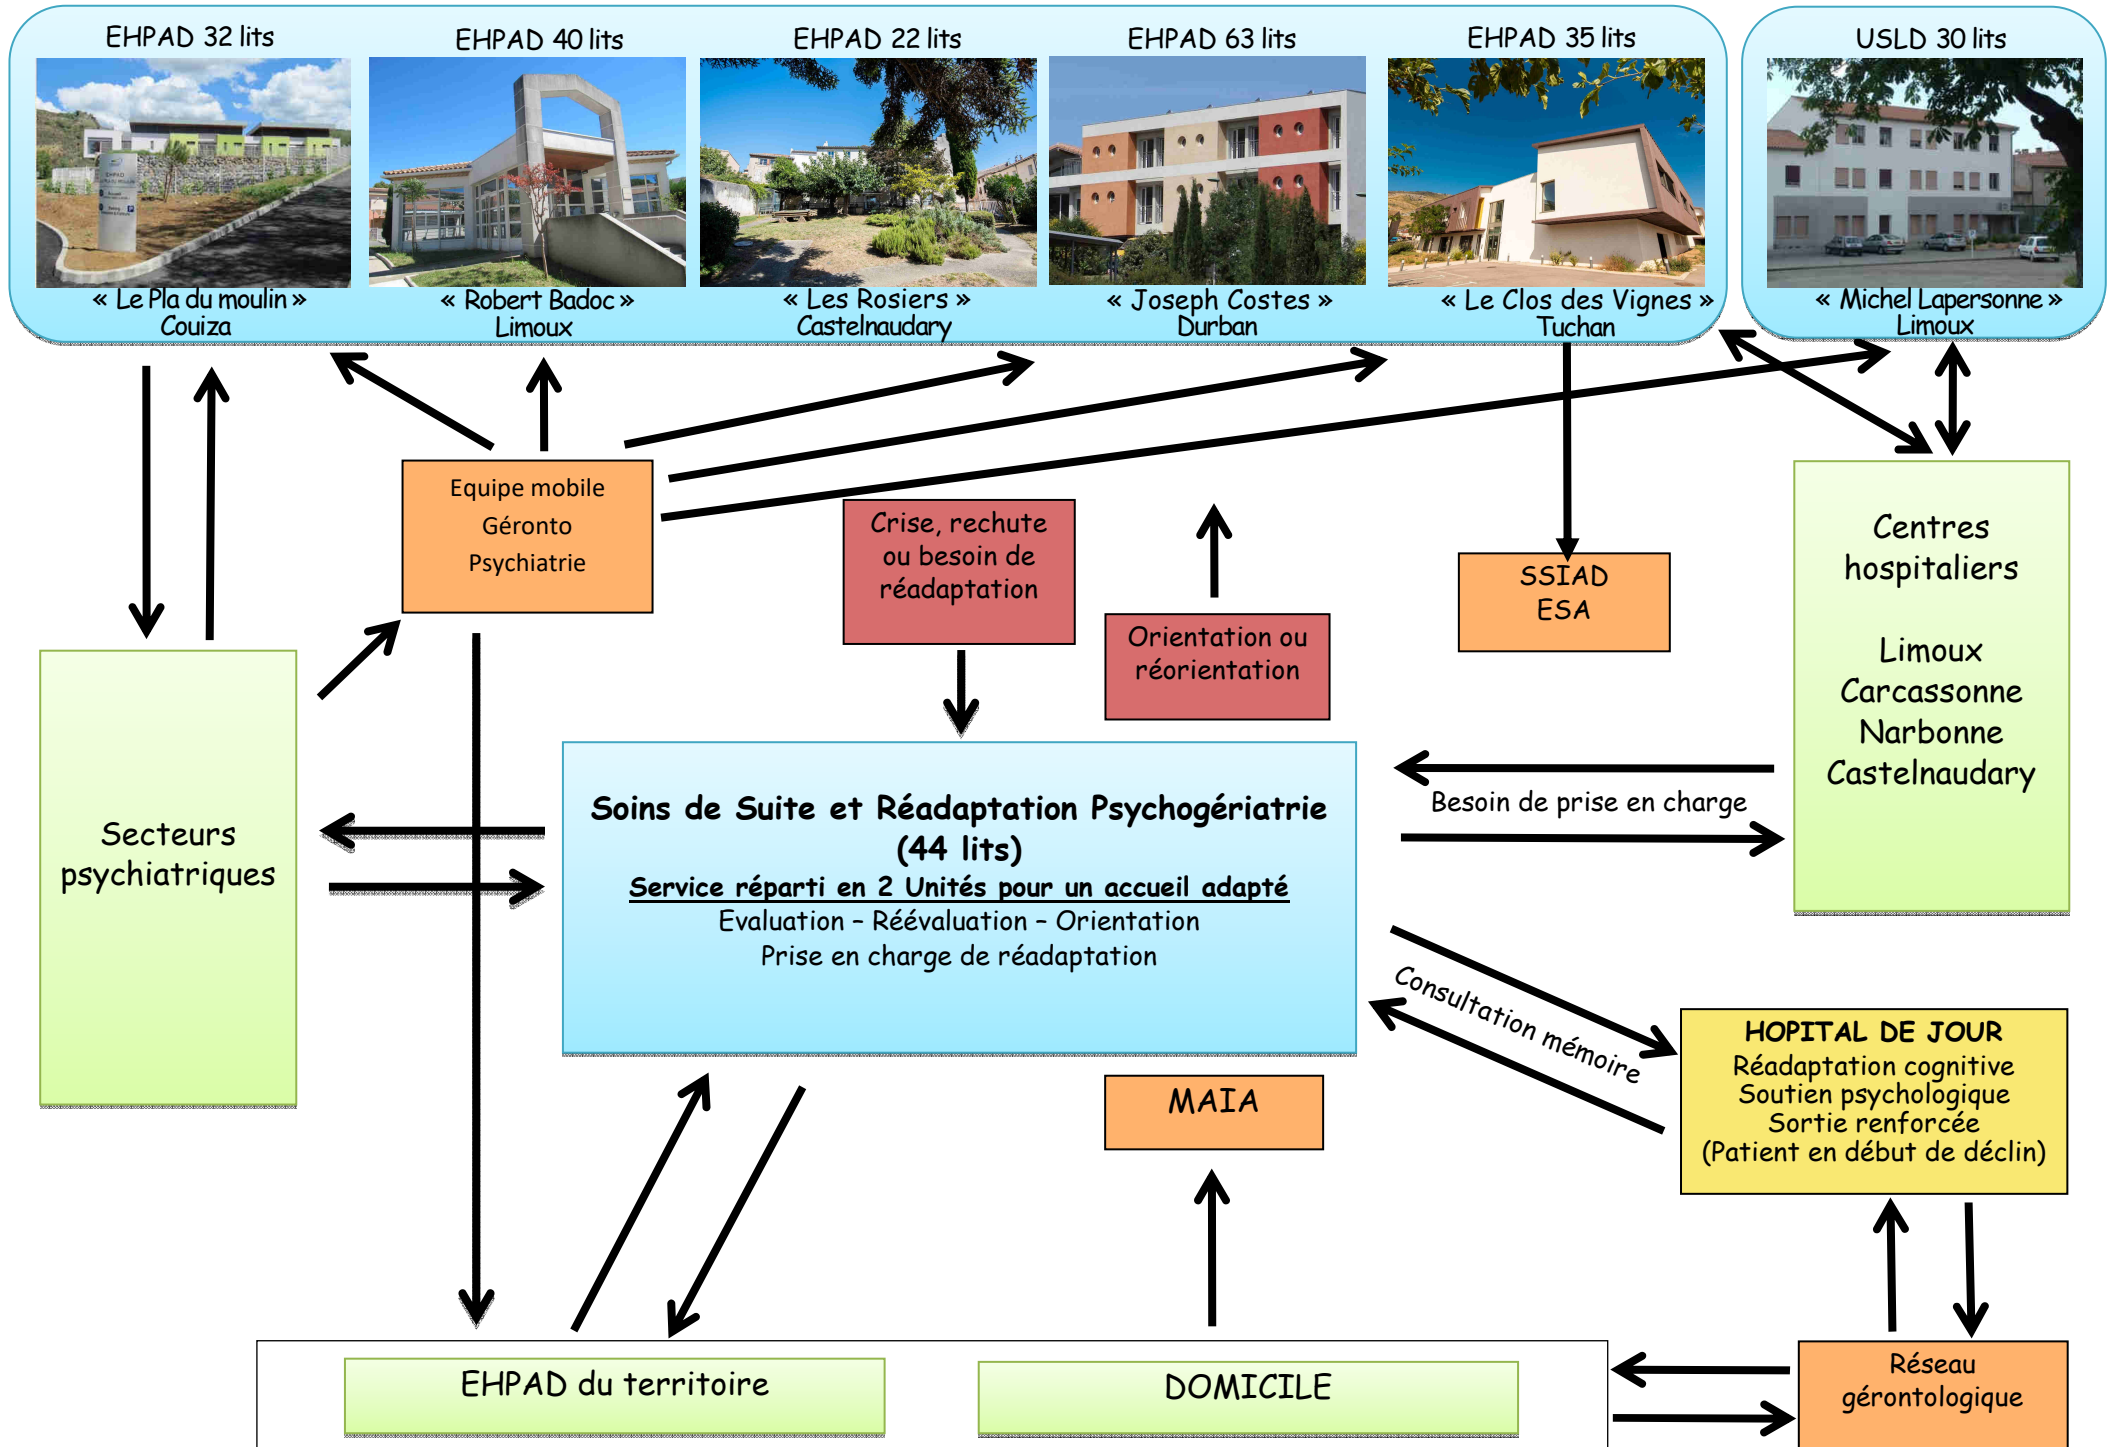 EHPAD 32 lits
EHPAD 40 lits
EHPAD 22 lits
EHPAD 63 lits
EHPAD 35 lits
USLD 30 lits
EHPAD
« Le Pla du moulin »
Couiza
« Robert Badoc »
Limoux
« Les Rosiers »
Castelnaudary
« Joseph Costes »
Durban
« Le Clos des Vignes »
Tuchan
« Michel Lapersonne »
Limoux
Equipe mobile
Géronto
Psychiatrie
Crise, rechute
ou besoin de
réadaptation
Orientation ou
réorientation
SSIAD
ESA
Centres
hospitaliers
Limoux
Carcassonne
Narbonne
Castelnaudary
Secteurs
psychiatriques
Soins de Suite et Réadaptation Psychogériatrie
(44 lits)
Service réparti en 2 Unités pour un accueil adapté
Evaluation – Réévaluation – Orientation
Prise en charge de réadaptation
Besoin de prise en charge
Consultation mémoire
HOPITAL DE JOUR
Réadaptation cognitive
Soutien psychologique
Sortie renforcée
(Patient en début de déclin)
MAIA
EHPAD du territoire
DOMICILE
Réseau
gérontologique